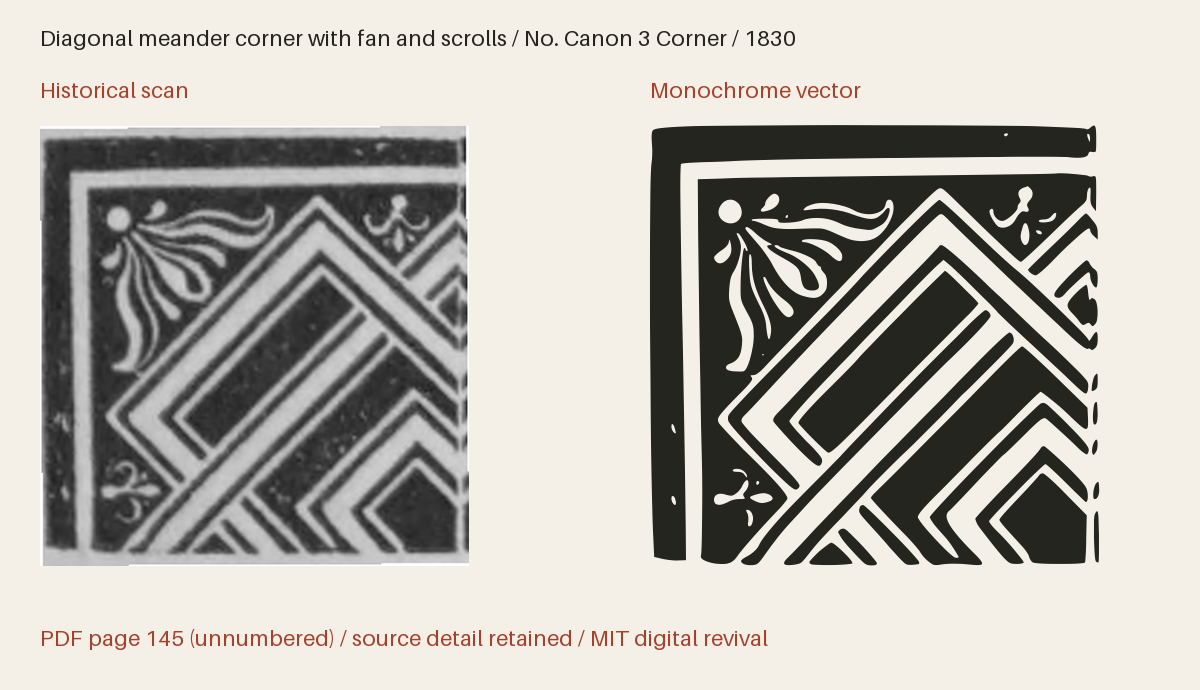 Diagonal meander corner with fan and scrolls / No. Canon 3 Corner / 1830
Historical scan
Monochrome vector
PDF page 145 (unnumbered) / source detail retained / MIT digital revival